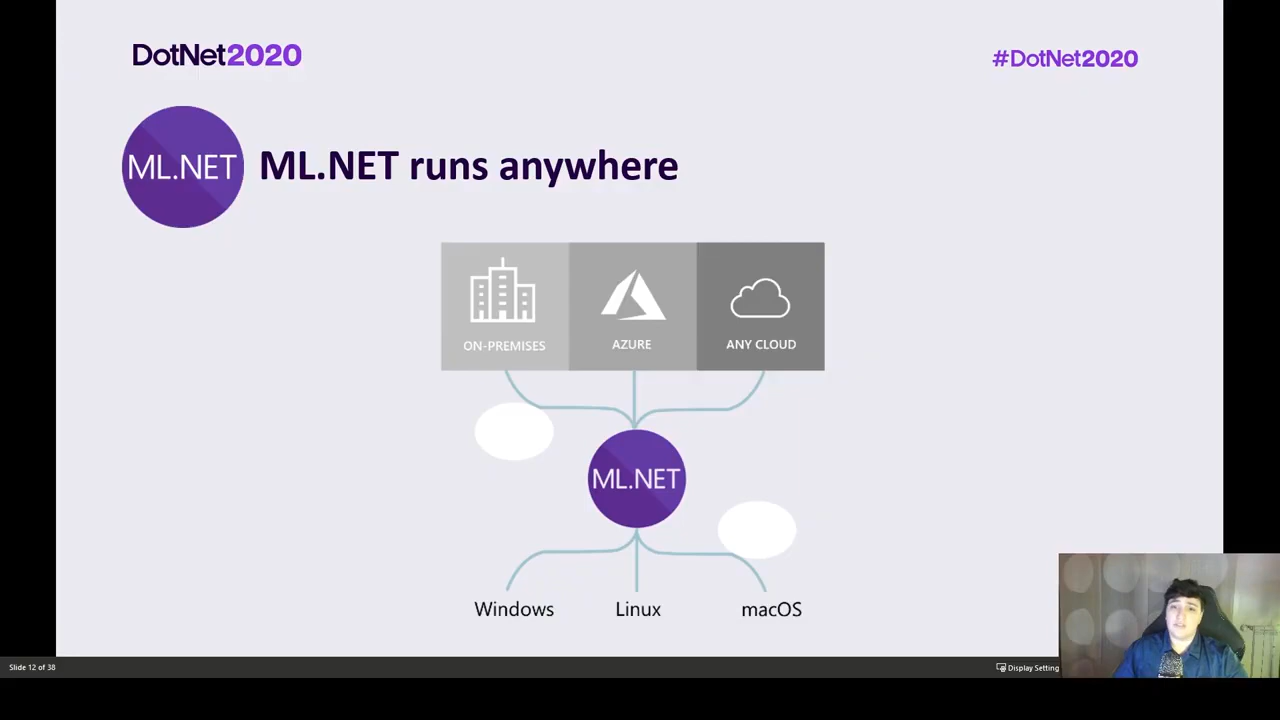 DotNet2020
#DotNet2020
ML.NET
ML.NET runs anywhere
ON-PREMISES
AZURE
ANY CLOUD
ML.NET
Windows
Linux
macOS
Slide 12 of 38
Display Setting